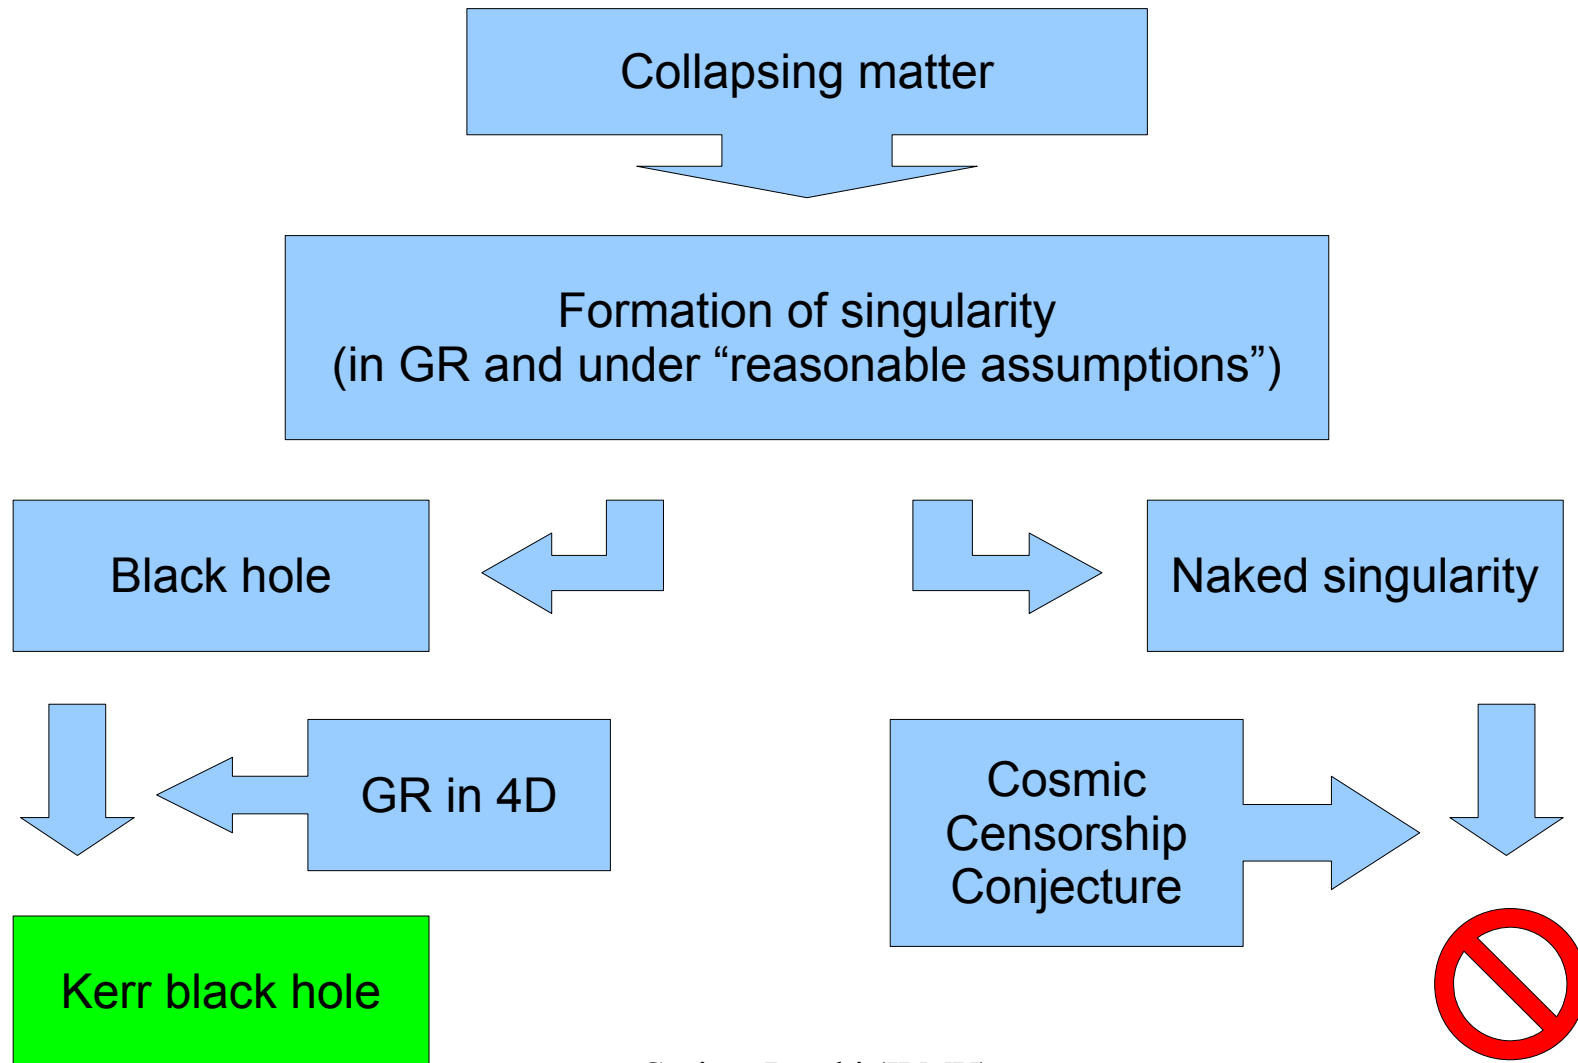 Collapsing matter
Formation of singularity
(in GR and under “reasonable assumptions”)
Black hole
Naked singularity
GR in 4D
Cosmic
Censorship
Conjecture
Kerr black hole